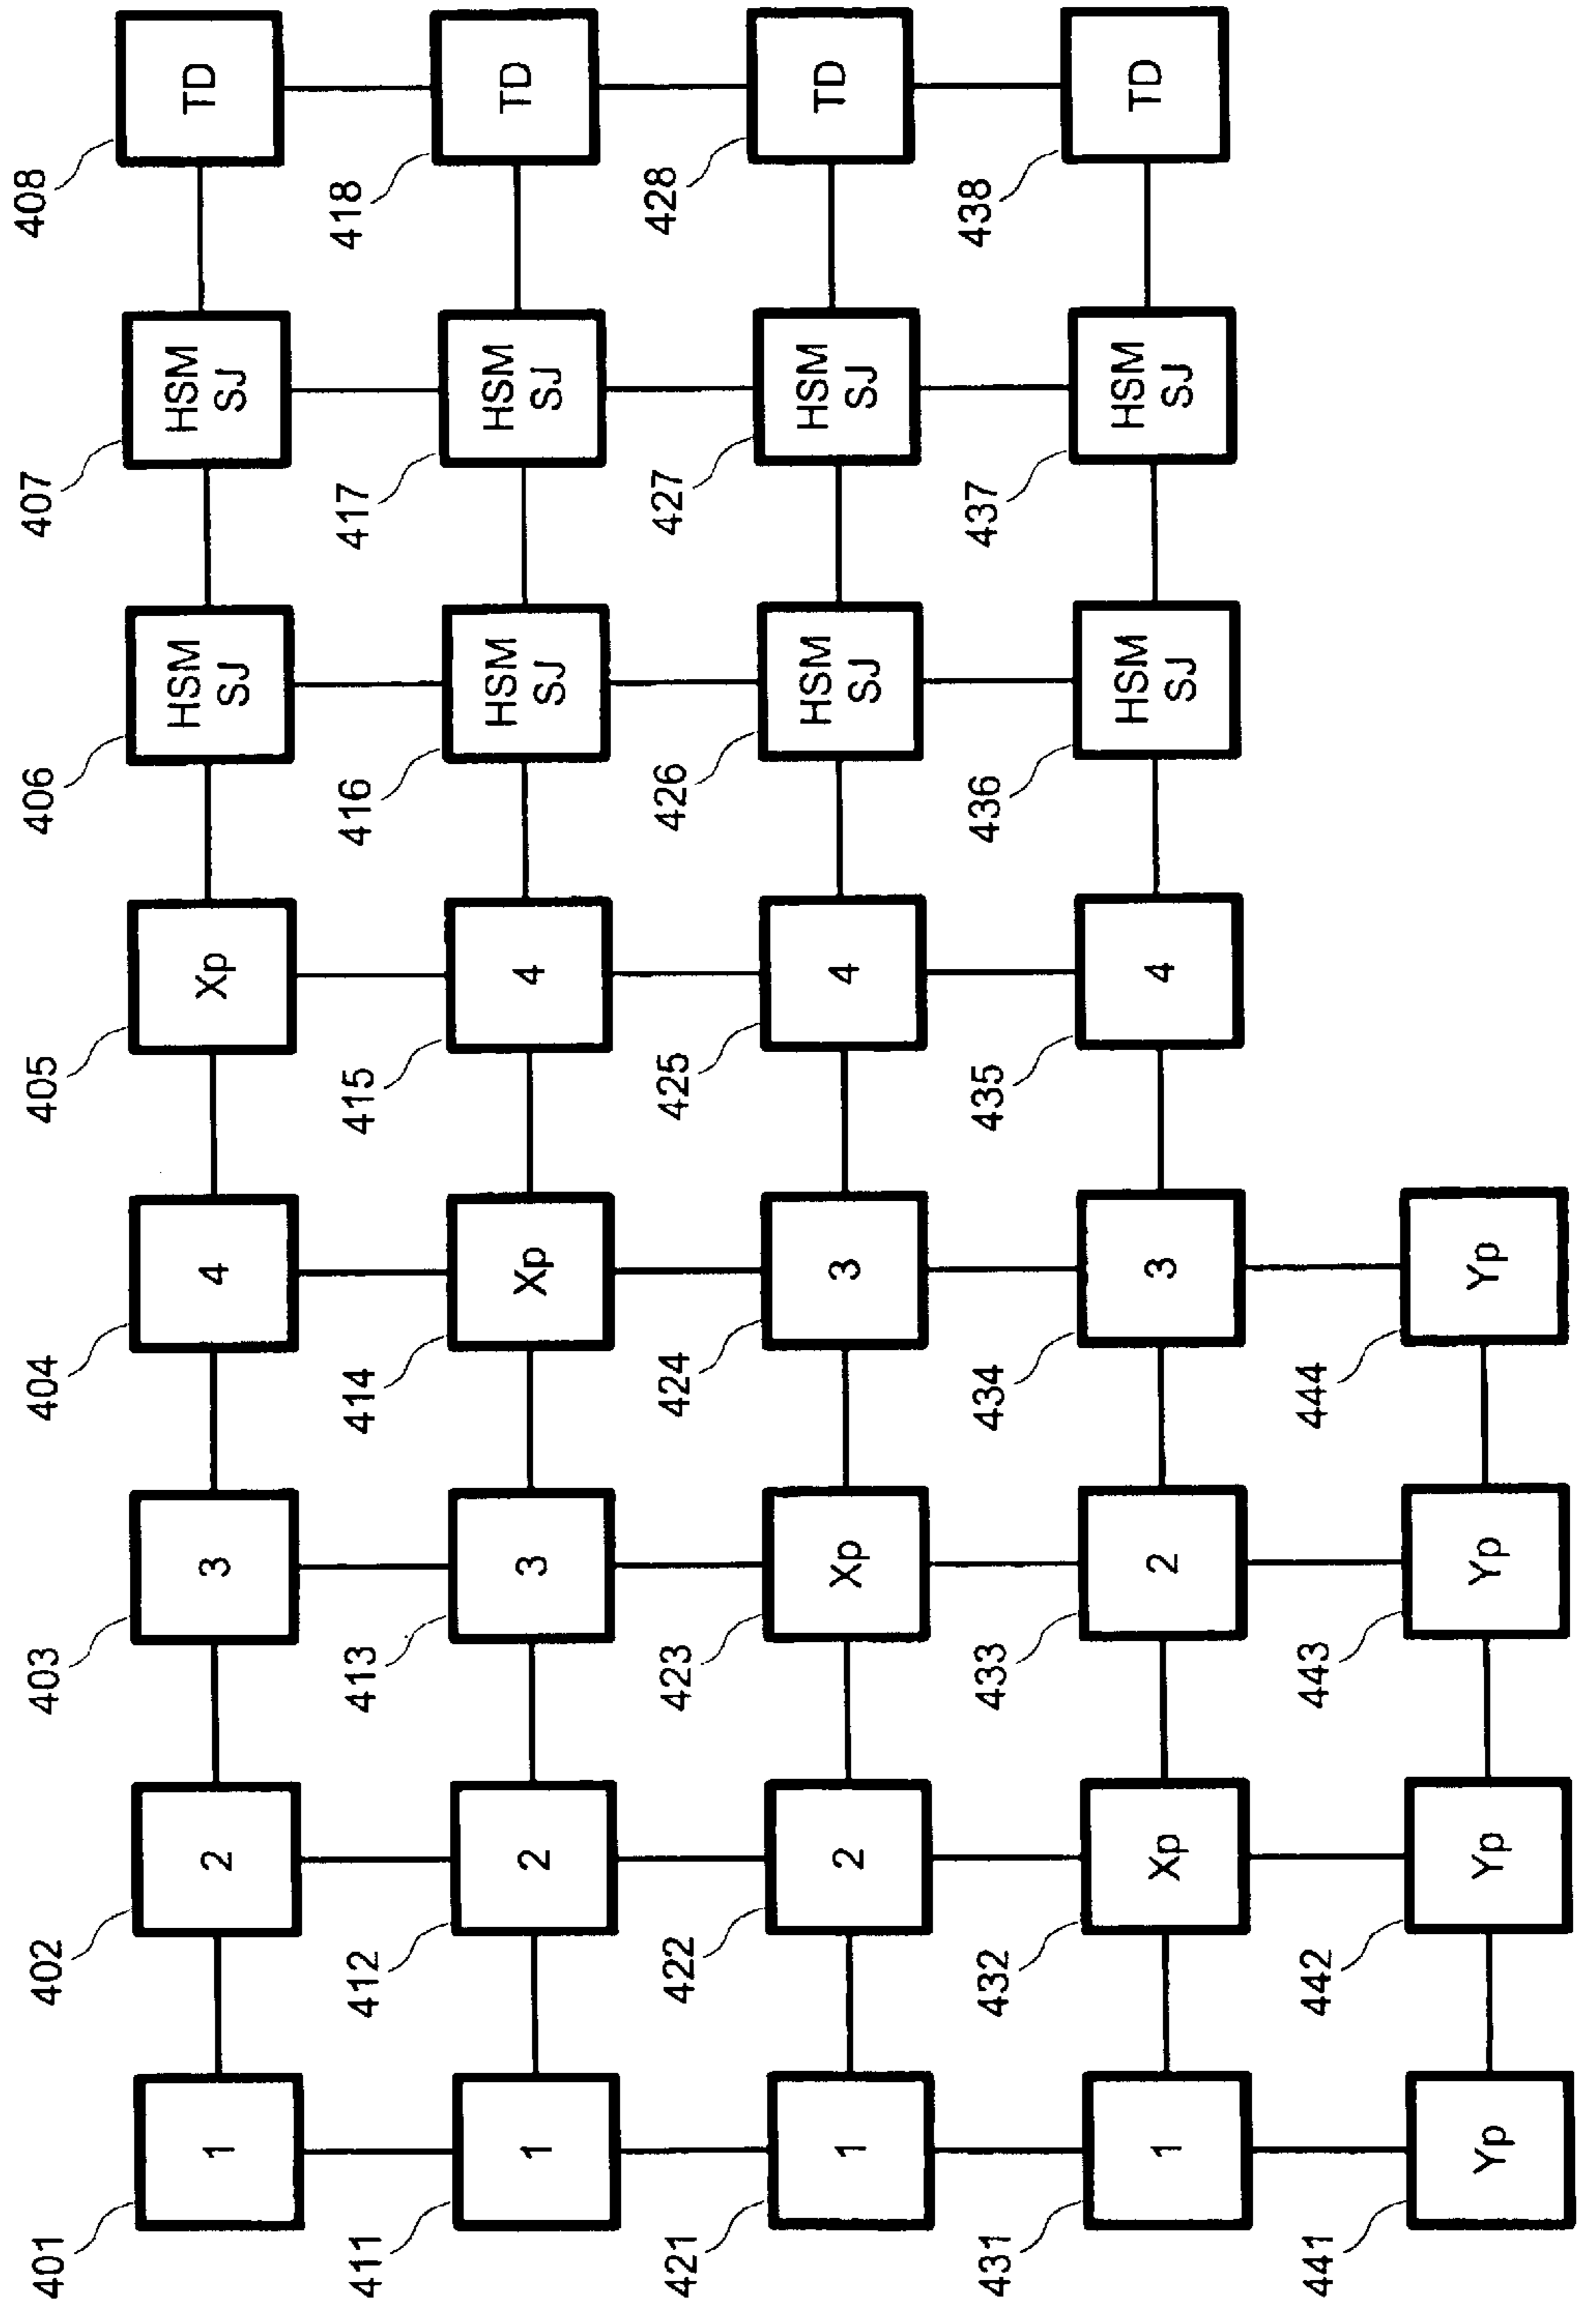 401 402 403 404 405 406 407 408
1 2 3 4 Xp HSM HSM TD
SJ SJ
411 412 413 414 415 416 417 418
1 2 3 Xp 4 HSM HSM TD
SJ SJ
421 422 423 424 425 426 427 428
1 2 Xp 3 4 HSM HSM TD
SJ SJ
431 432 433 434 435 436 437 438
1 Xp 2 3 4 HSM HSM TD
SJ SJ
441 442 443 444
Yp Yp Yp Yp